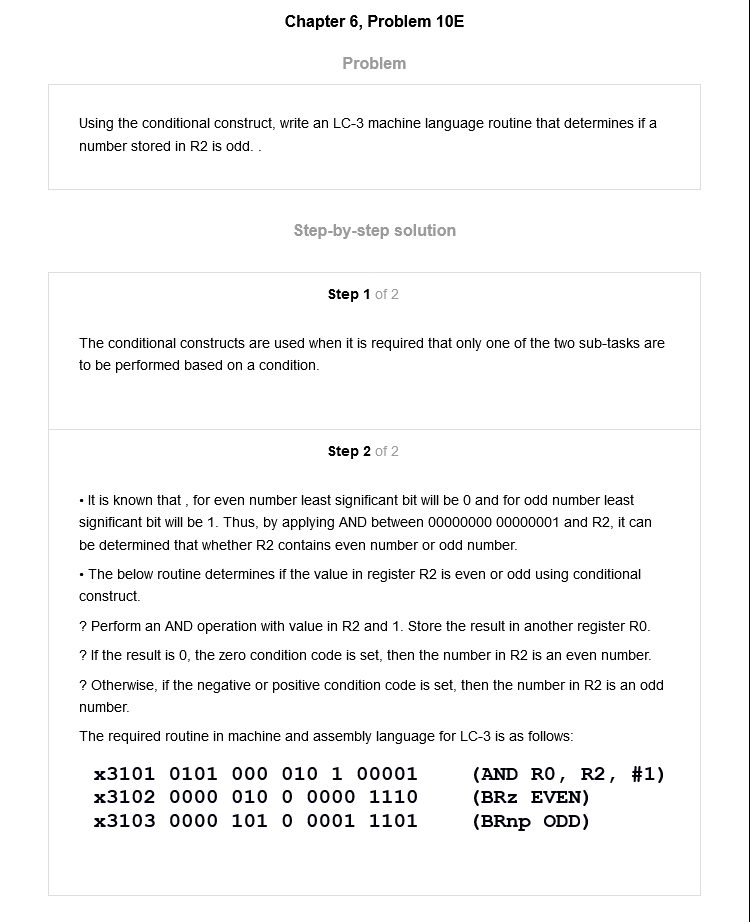 Chapter 6, Problem 10E
Problem
Using the conditional construct, write an LC-3 machine language routine that determines if a
number stored in R2 is odd. .
Step-by-step solution
Step 1 of 2
The conditional constructs are used when it is required that only one of the two sub-tasks are
to be performed based on a condition.
Step 2 of 2
• It is known that , for even number least significant bit will be 0 and for odd number least
significant bit will be 1. Thus, by applying AND between 00000000 00000001 and R2, it can
be determined that whether R2 contains even number or odd number.
• The below routine determines if the value in register R2 is even or odd using conditional
construct.
? Perform an AND operation with value in R2 and 1. Store the result in another register R0.
? If the result is 0, the zero condition code is set, then the number in R2 is an even number.
? Otherwise, if the negative or positive condition code is set, then the number in R2 is an odd
number.
The required routine in machine and assembly language for LC-3 is as follows:
x3101 0101 000 010 1 00001 (AND R0, R2, #1)
x3102 0000 010 0 0000 1110 (BRz EVEN)
x3103 0000 101 0 0001 1101 (BRnp ODD)